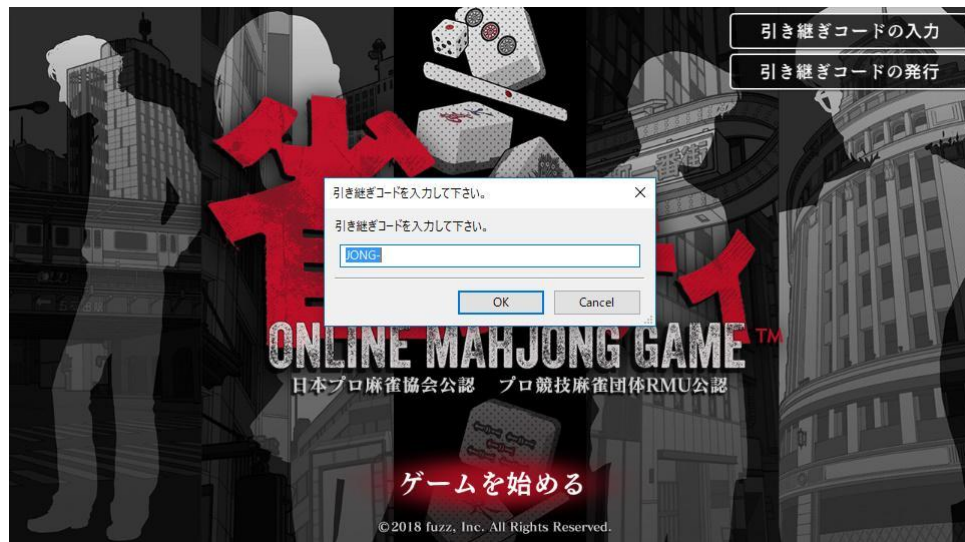 引き継ぎコードの入力
引き継ぎコードの発行
引き継ぎコードを入力して下さい。
引き継ぎコードを入力して下さい。
JONG-
OK
Cancel
雀
ONLINE MAHJONG GAME™
日本プロ麻雀協会公認 プロ競技麻雀団体RMU公認
ゲームを始める
©2018 fuzz, Inc. All Rights Reserved.